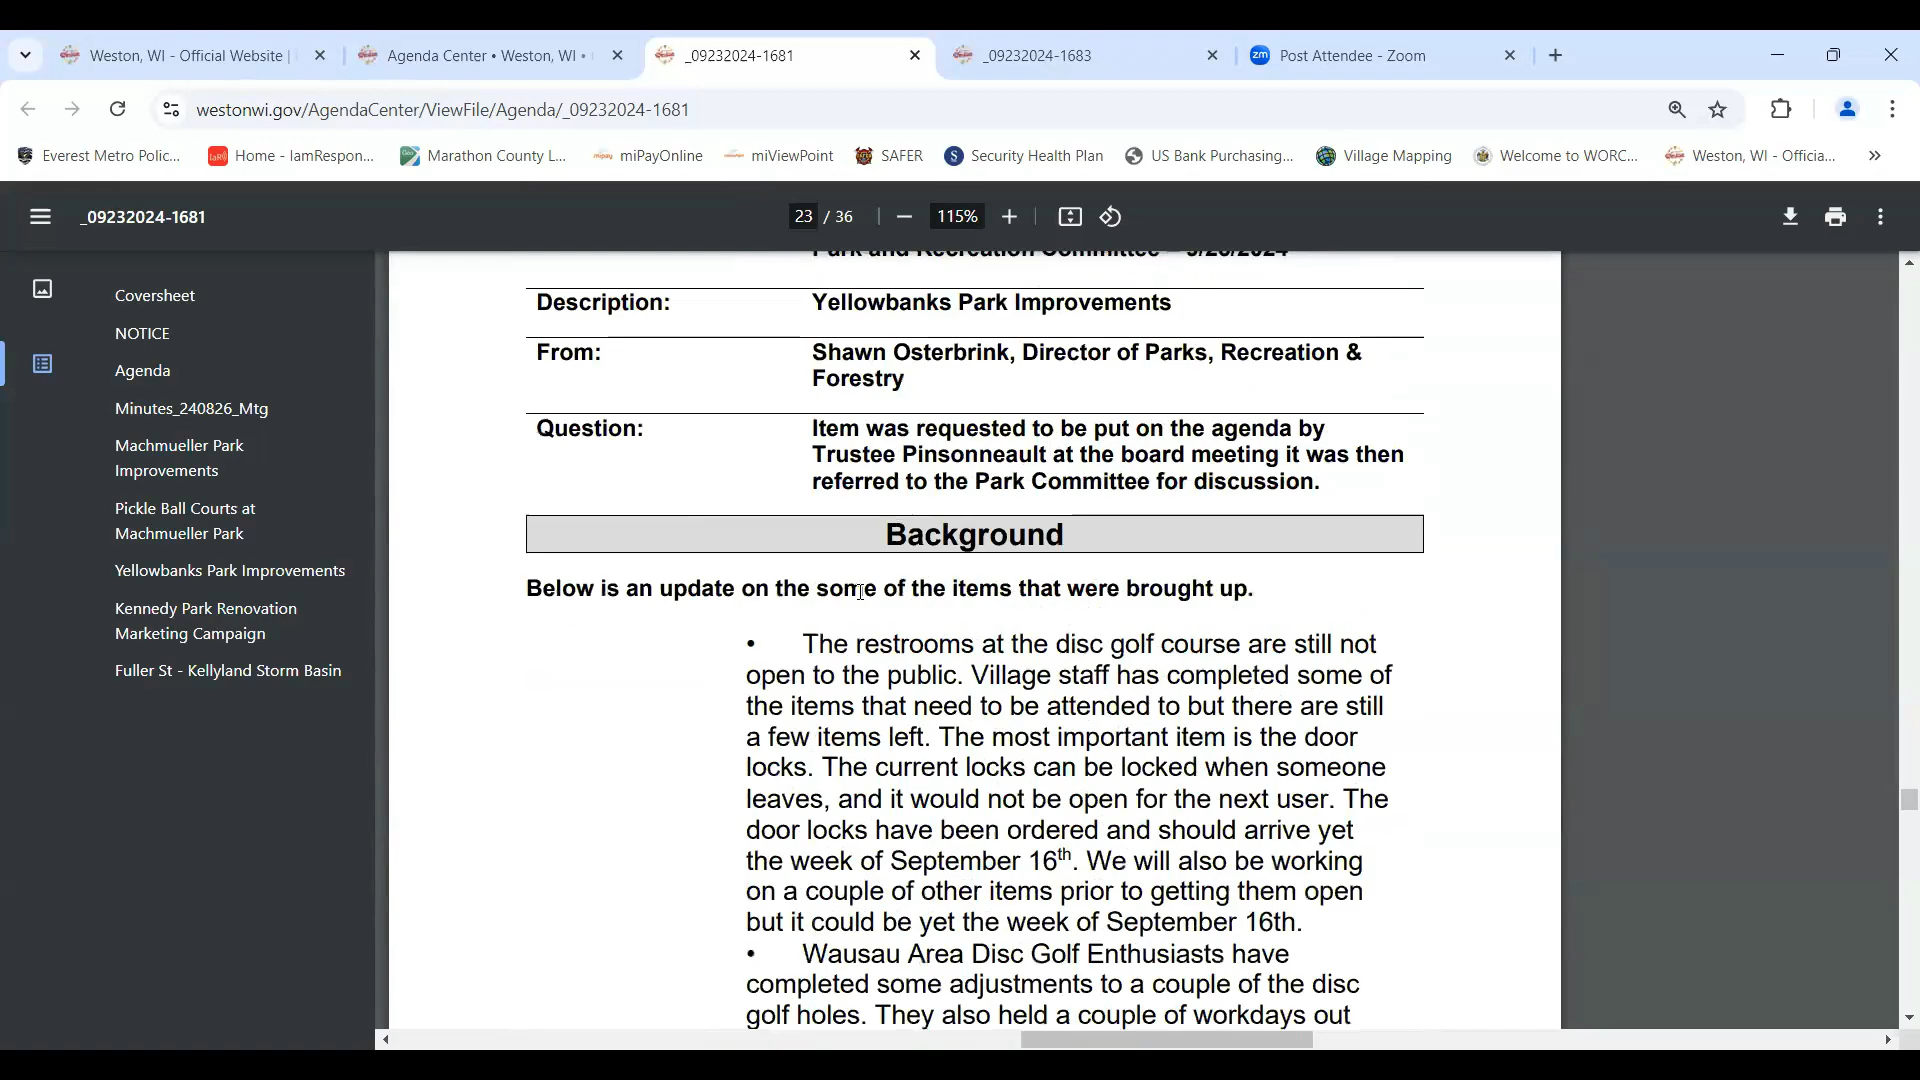 Weston, WI - Official Website |
Agenda Center • Weston, WI •
_09232024-1681
_09232024-1683
zm
Post Attendee - Zoom
westonwi.gov/AgendaCenter/ViewFile/Agenda/_09232024-1681
Everest Metro Polic...
Home - IamRespon...
Marathon County L...
miPayOnline
miViewPoint
SAFER
Security Health Plan
US Bank Purchasing...
Village Mapping
Welcome to WORC...
Weston, WI - Officia...
_09232024-1681
23 / 36
115%
Coversheet
NOTICE
Agenda
Minutes_240826_Mtg
Machmueller Park
Improvements
Pickle Ball Courts at
Machmueller Park
Yellowbanks Park Improvements
Kennedy Park Renovation
Marketing Campaign
Fuller St - Kellyland Storm Basin
Park and Recreation Committee
Description: Yellowbanks Park Improvements
From: Shawn Osterbrink, Director of Parks, Recreation &
Forestry
Question: Item was requested to be put on the agenda by
Trustee Pinsonneault at the board meeting it was then
referred to the Park Committee for discussion.
Background
Below is an update on the some of the items that were brought up.
• The restrooms at the disc golf course are still not
open to the public. Village staff has completed some of
the items that need to be attended to but there are still
a few items left. The most important item is the door
locks. The current locks can be locked when someone
leaves, and it would not be open for the next user. The
door locks have been ordered and should arrive yet
the week of September 16th. We will also be working
on a couple of other items prior to getting them open
but it could be yet the week of September 16th.
• Wausau Area Disc Golf Enthusiasts have
completed some adjustments to a couple of the disc
golf holes. They also held a couple of workdays out